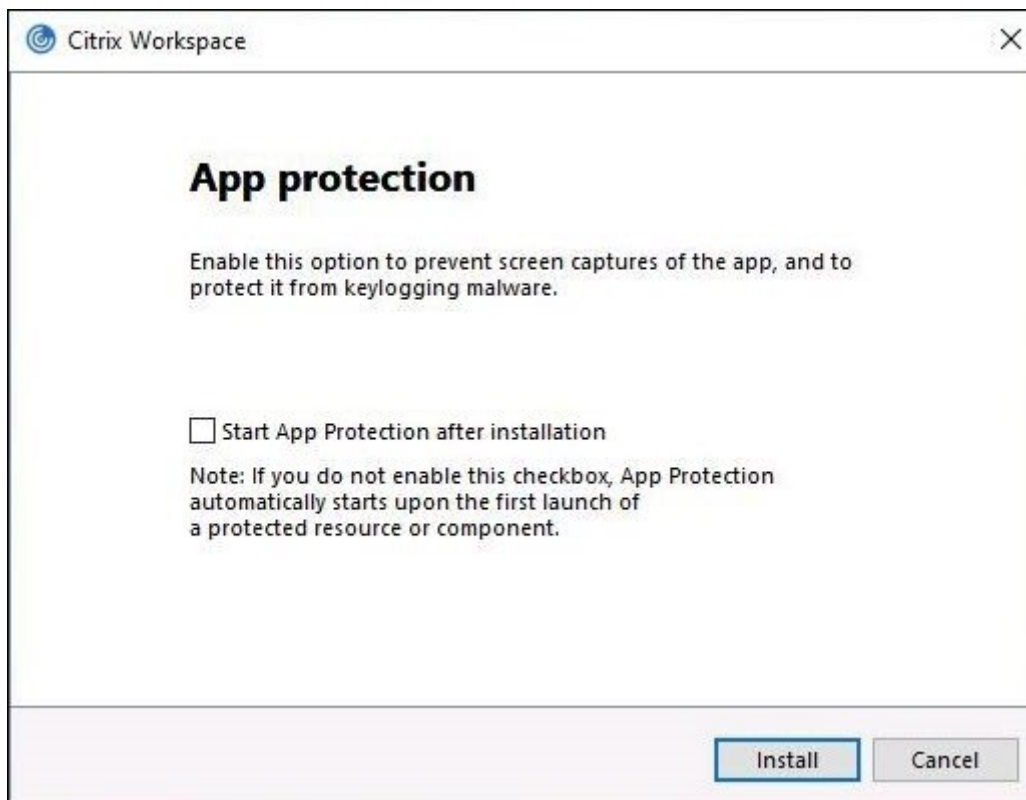 Citrix Workspace
App protection
Enable this option to prevent screen captures of the app, and to
protect it from keylogging malware.
Start App Protection after installation
Note: If you do not enable this checkbox, App Protection
automatically starts upon the first launch of
a protected resource or component.
Install Cancel